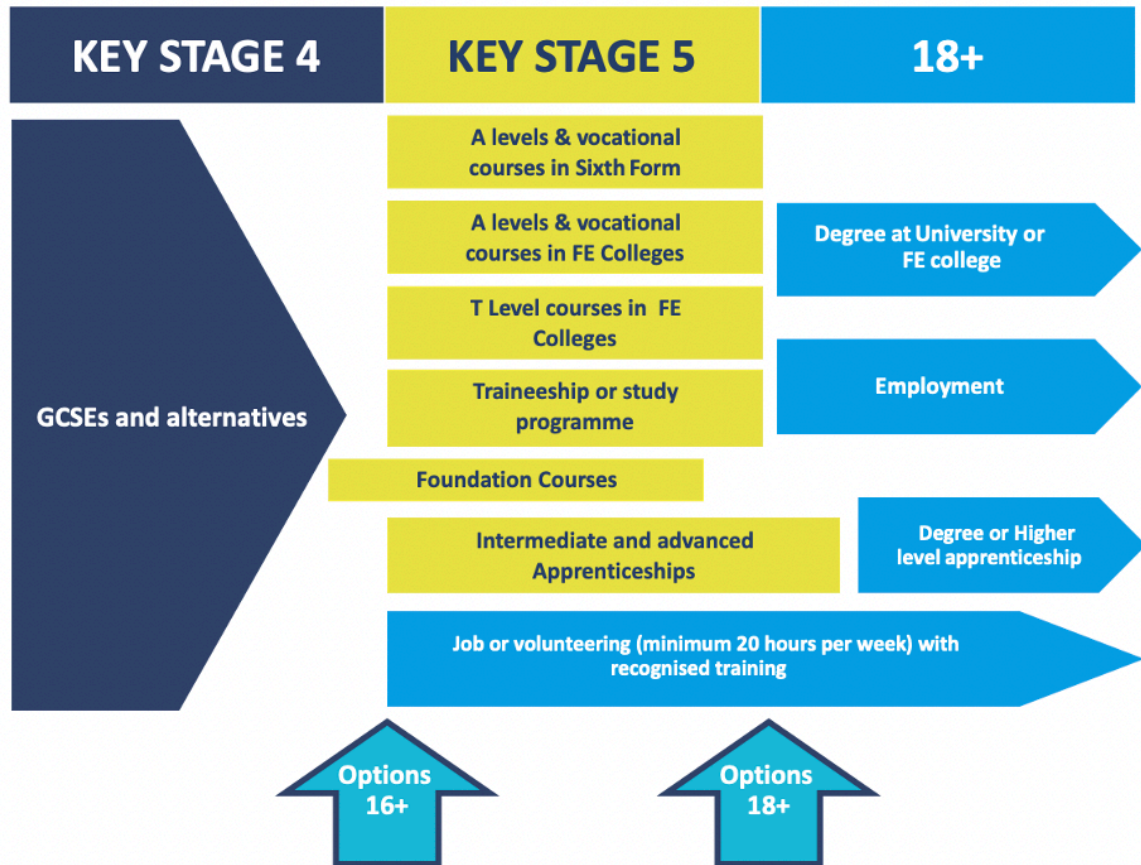 KEY STAGE 4
KEY STAGE 5
18+
GCSEs and alternatives
A levels & vocational
courses in Sixth Form
A levels & vocational
courses in FE Colleges
T Level courses in FE
Colleges
Traineeship or study
programme
Foundation Courses
Intermediate and advanced
Apprenticeships
Job or volunteering (minimum 20 hours per week) with
recognised training
Degree at University or
FE college
Employment
Degree or Higher
level apprenticeship
Options
16+
Options
18+